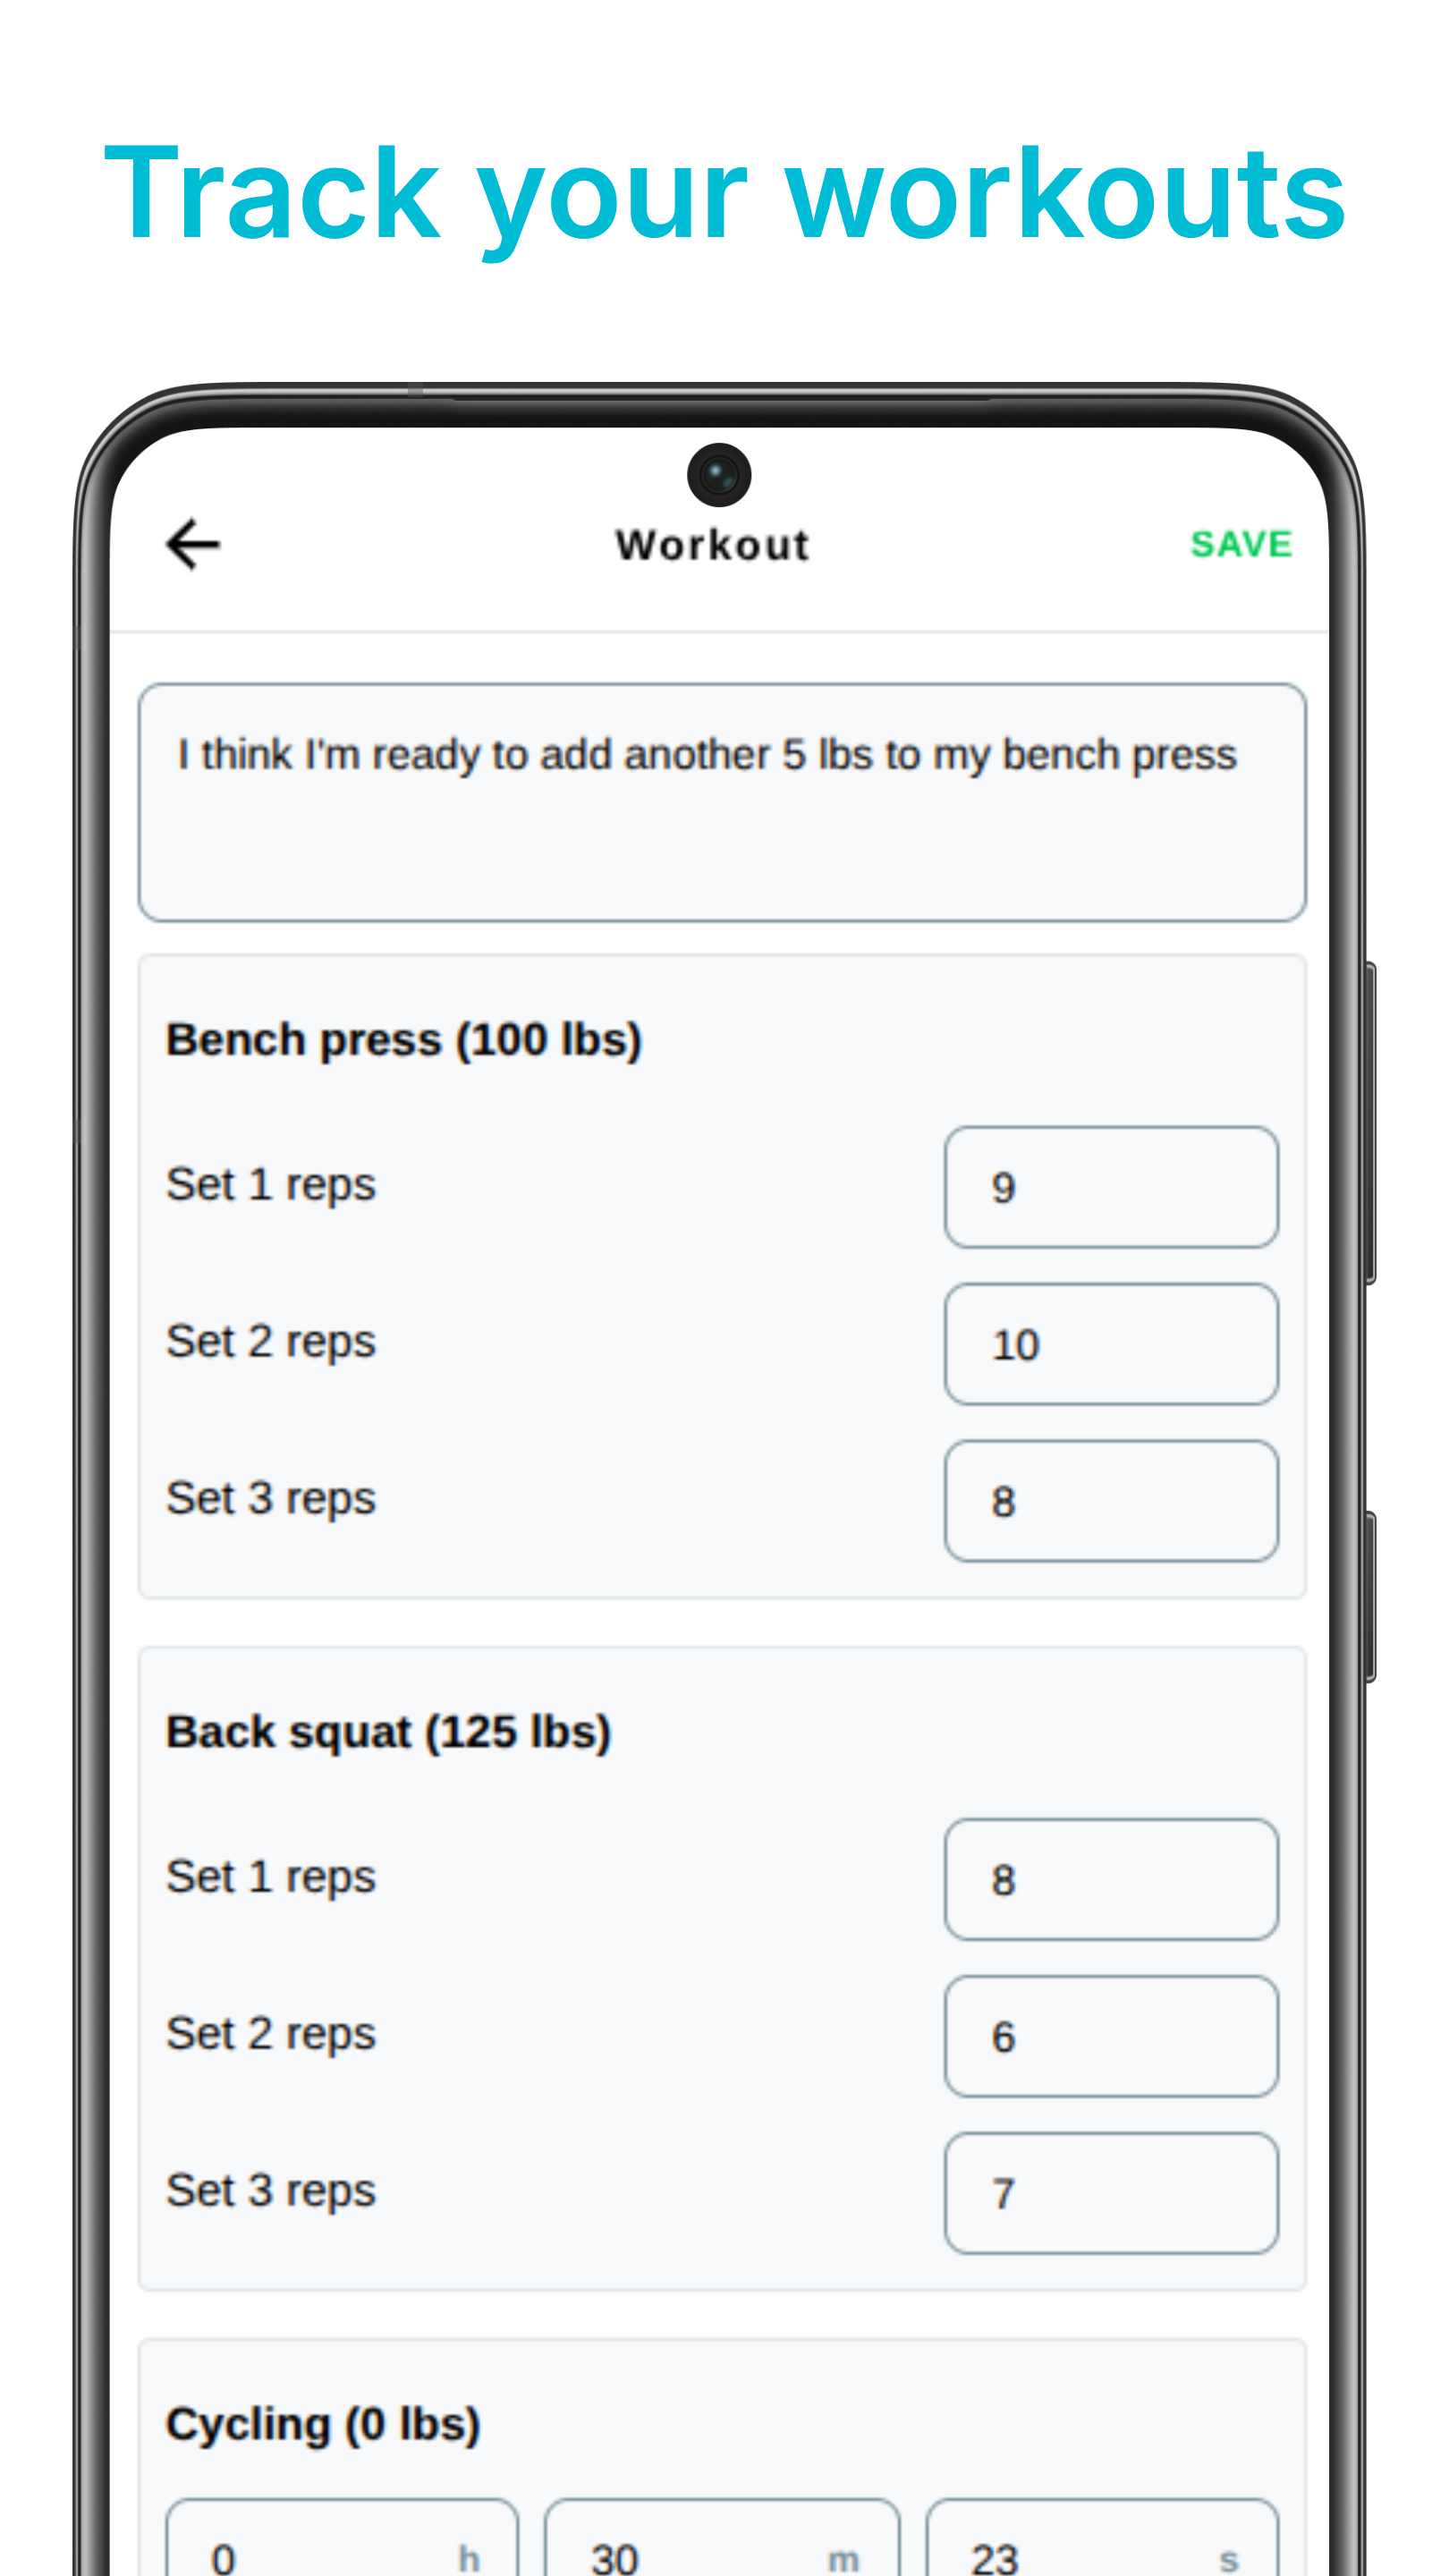 Track your workouts
Workout
SAVE
I think I'm ready to add another 5 lbs to my bench press
Bench press (100 lbs)
Set 1 reps
9
Set 2 reps
10
Set 3 reps
8
Back squat (125 lbs)
Set 1 reps
8
Set 2 reps
6
Set 3 reps
7
Cycling (0 lbs)
0 h 30 m 23 s